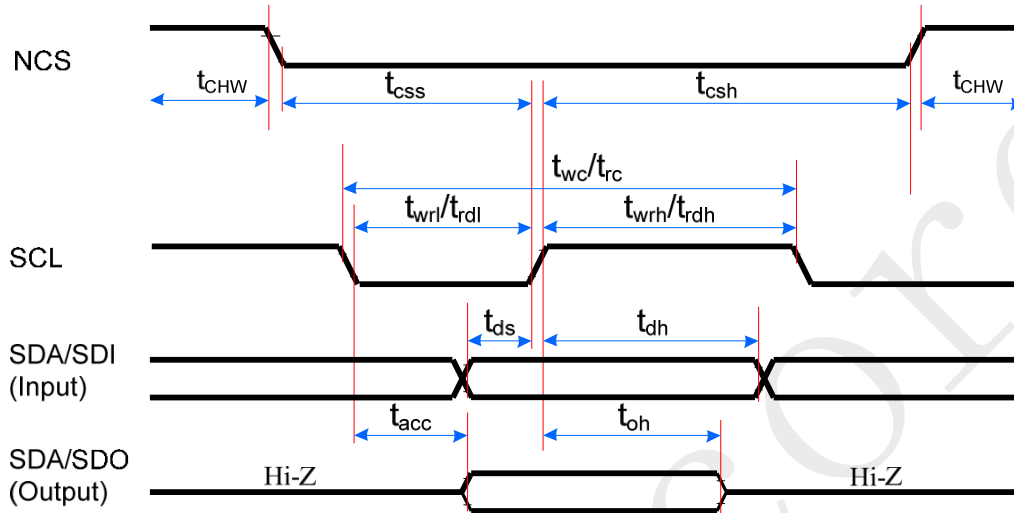 NCS
tCHW tcss tcsh tCHW
twc/trc
twrl/trdl twrh/trdh
SCL
tds tdh
SDA/SDI
(Input)
tacc toh
SDA/SDO
(Output)
Hi-Z Hi-Z